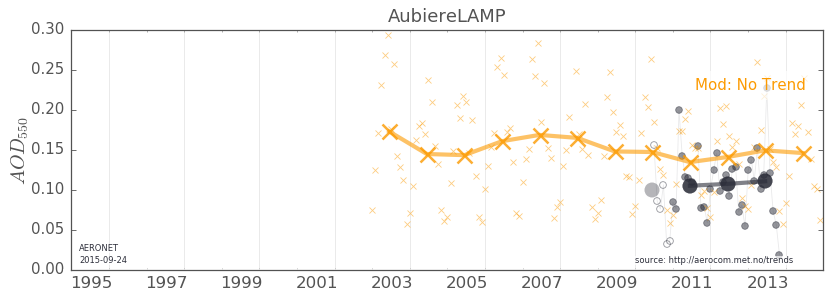 AubiereLAMP
0.30
0.25
0.20
0.15
0.10
0.05
0.00
AOD550
Mod: No Trend
AERONET
2015-09-24
source: http://aerocom.met.no/trends
1995 1997 1999 2001 2003 2005 2007 2009 2011 2013